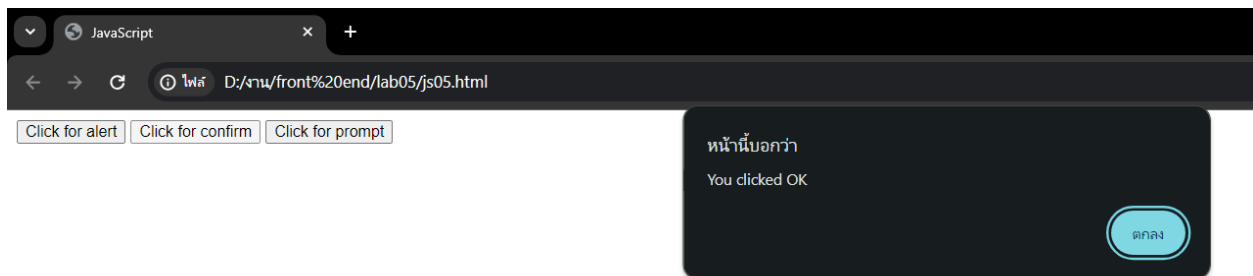 JavaScript
ไฟล์ D:/งาน/front%20end/lab05/js05.html
Click for alert Click for confirm Click for prompt
หน้านี้บอกว่า
You clicked OK
ตกลง